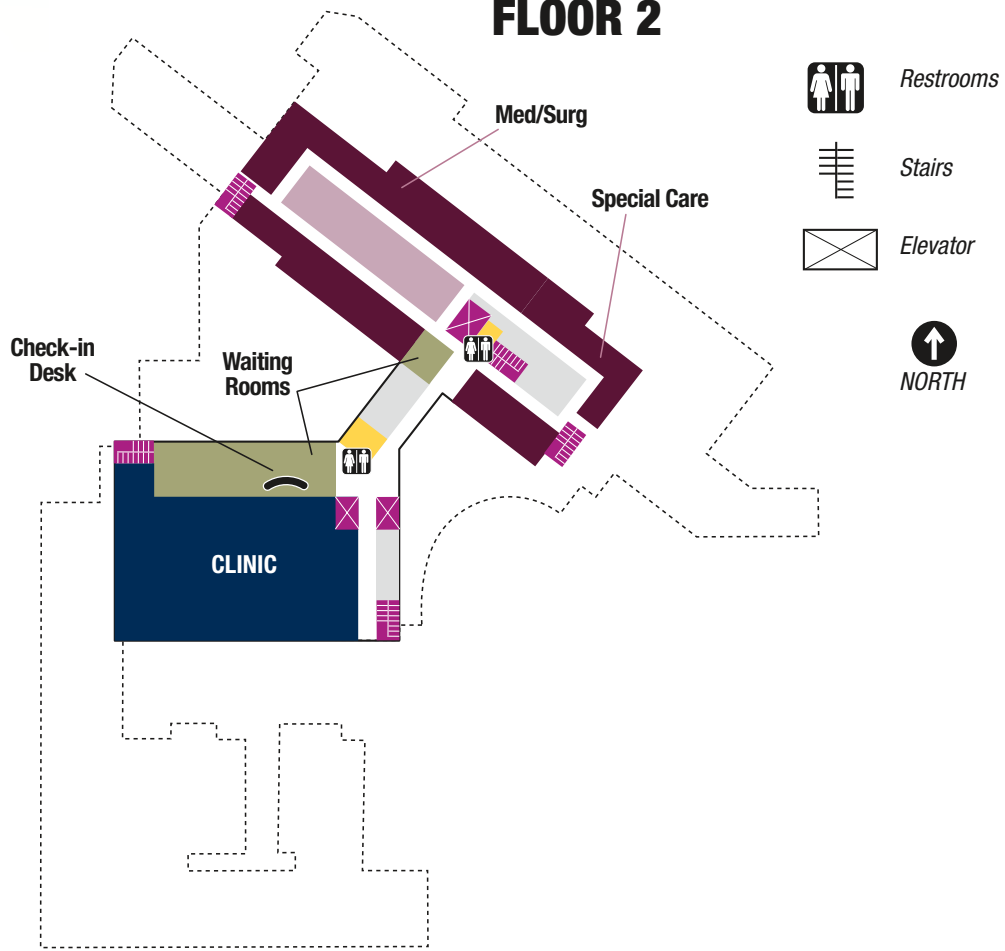 FLOOR 2
Restrooms
Med/Surg
Stairs
Special Care
Elevator
Check-in
Desk
Waiting
Rooms
NORTH
CLINIC